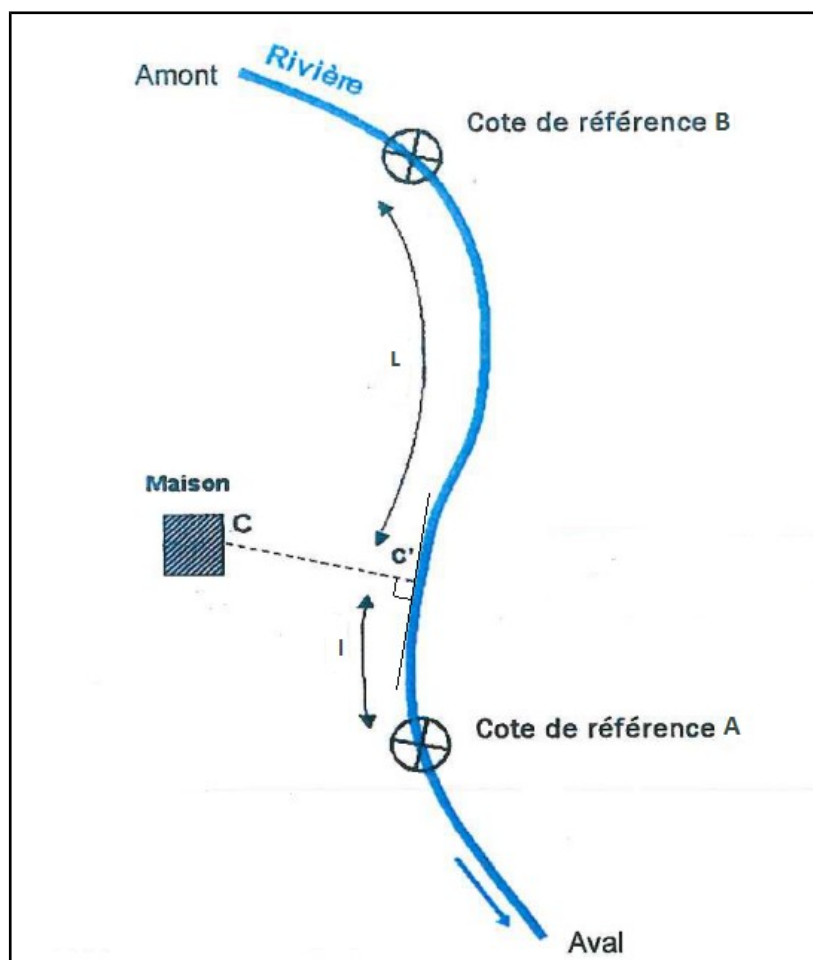 Rivière
Amont
Cote de référence B
L
Maison
C
C'
l
Cote de référence A
Aval